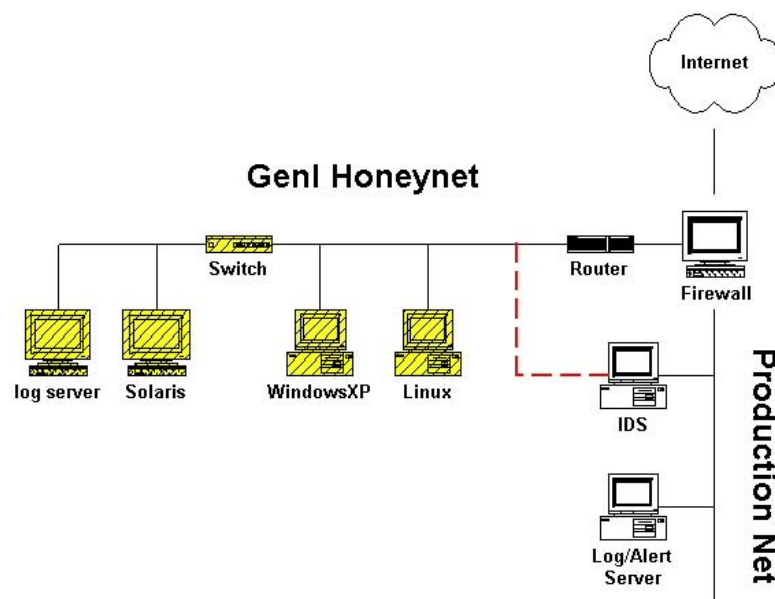 Internet
GenI Honeynet
Switch
Router
Firewall
log server
Solaris
WindowsXP
Linux
IDS
Log/Alert
Server
Production Net